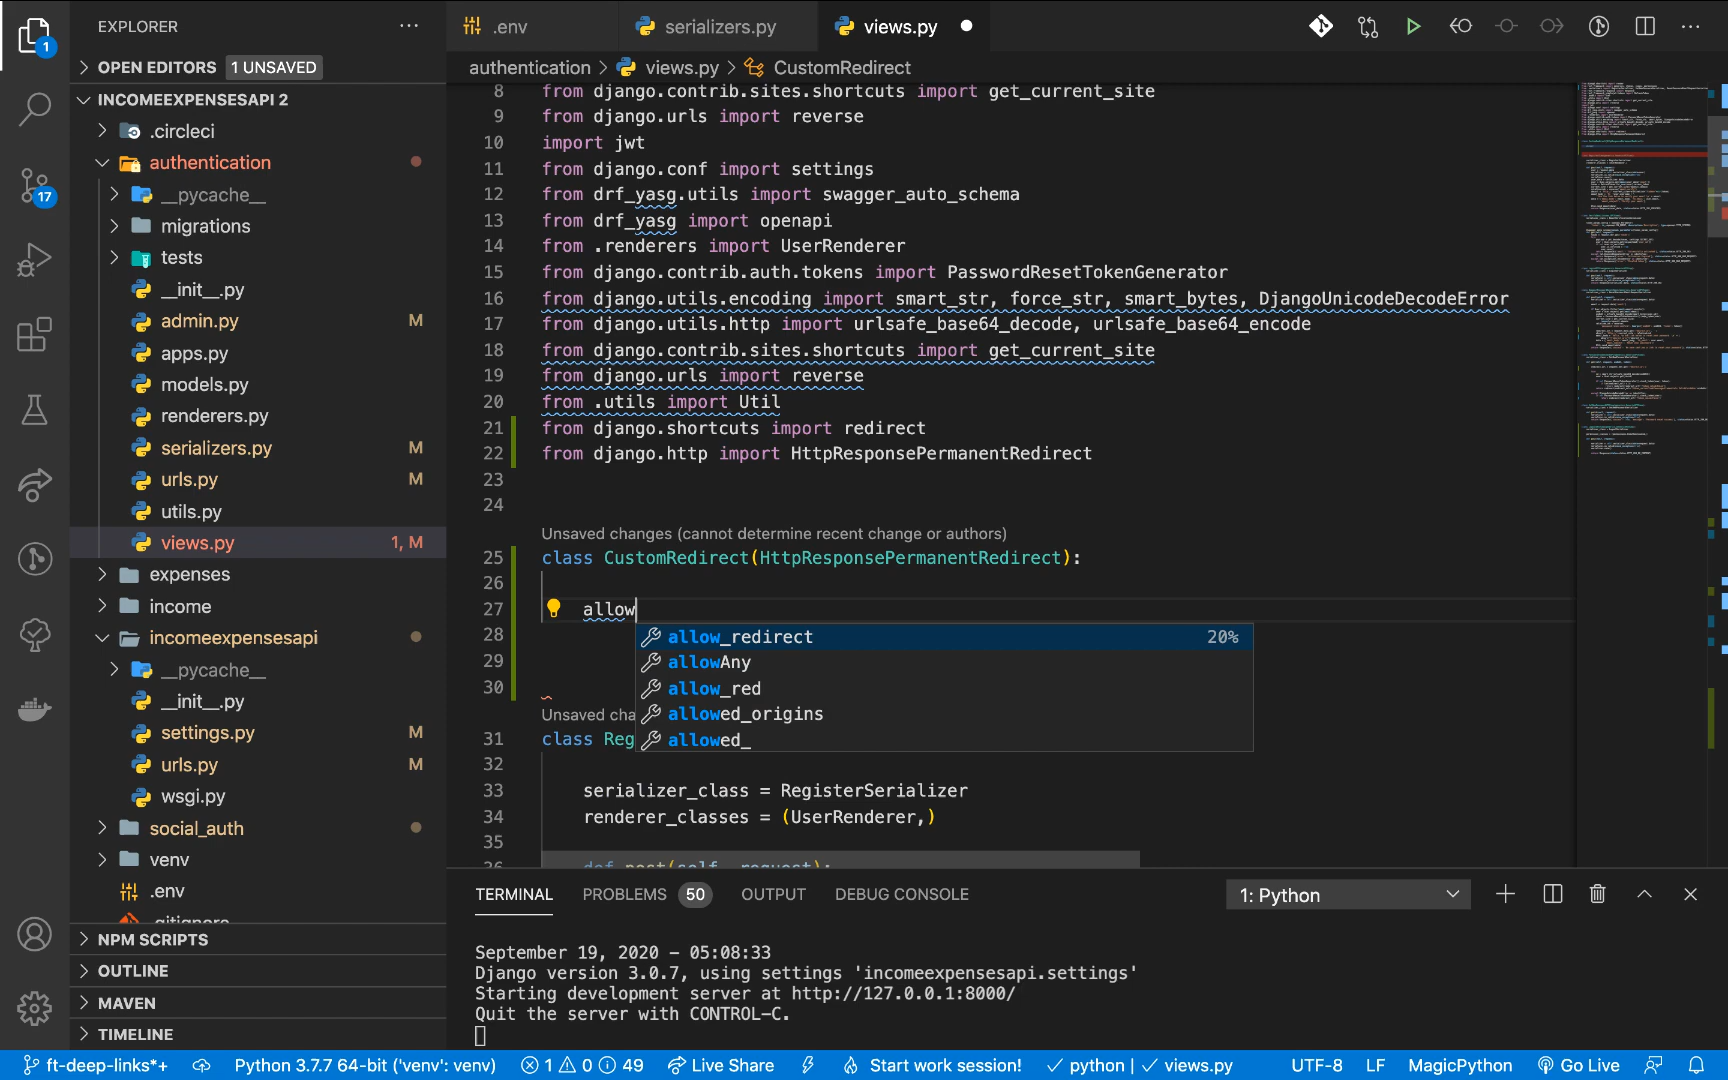 EXPLORER
OPEN EDITORS 1 UNSAVED
INCOMEEXPENSESAPI 2
.circleci
authentication
__pycache__
migrations
tests
__init__.py
admin.py M
apps.py
models.py
renderers.py
serializers.py M
urls.py M
utils.py
views.py 1, M
expenses
income
incomeexpensesapi
__pycache__
__init__.py
settings.py M
urls.py M
wsgi.py
social_auth
venv
.env
.gitignore
NPM SCRIPTS
OUTLINE
MAVEN
TIMELINE
1
17
.env
serializers.py
views.py
authentication > views.py > CustomRedirect
8 from django.contrib.sites.shortcuts import get_current_site
9 from django.urls import reverse
10 import jwt
11 from django.conf import settings
12 from drf_yasg.utils import swagger_auto_schema
13 from drf_yasg import openapi
14 from .renderers import UserRenderer
15 from django.contrib.auth.tokens import PasswordResetTokenGenerator
16 from django.utils.encoding import smart_str, force_str, smart_bytes, DjangoUnicodeDecodeError
17 from django.utils.http import urlsafe_base64_decode, urlsafe_base64_encode
18 from django.contrib.sites.shortcuts import get_current_site
19 from django.urls import reverse
20 from .utils import Util
21 from django.shortcuts import redirect
22 from django.http import HttpResponsePermanentRedirect
23
24
Unsaved changes (cannot determine recent change or authors)
25 class CustomRedirect(HttpResponsePermanentRedirect):
26
27 allow
28 allow_redirect 20%
29 allowAny
30 allow_red
Unsaved cha allowed_origins
31 class Reg allowed_
32
33 serializer_class = RegisterSerializer
34 renderer_classes = (UserRenderer,)
35
36 def post(self, request):
TERMINAL PROBLEMS 50 OUTPUT DEBUG CONSOLE 1: Python
September 19, 2020 - 05:08:33
Django version 3.0.7, using settings 'incomeexpensesapi.settings'
Starting development server at http://127.0.0.1:8000/
Quit the server with CONTROL-C.
ft-deep-links*+ Python 3.7.7 64-bit ('venv': venv) 1 0 49 Live Share Start work session! python | views.py UTF-8 LF MagicPython Go Live